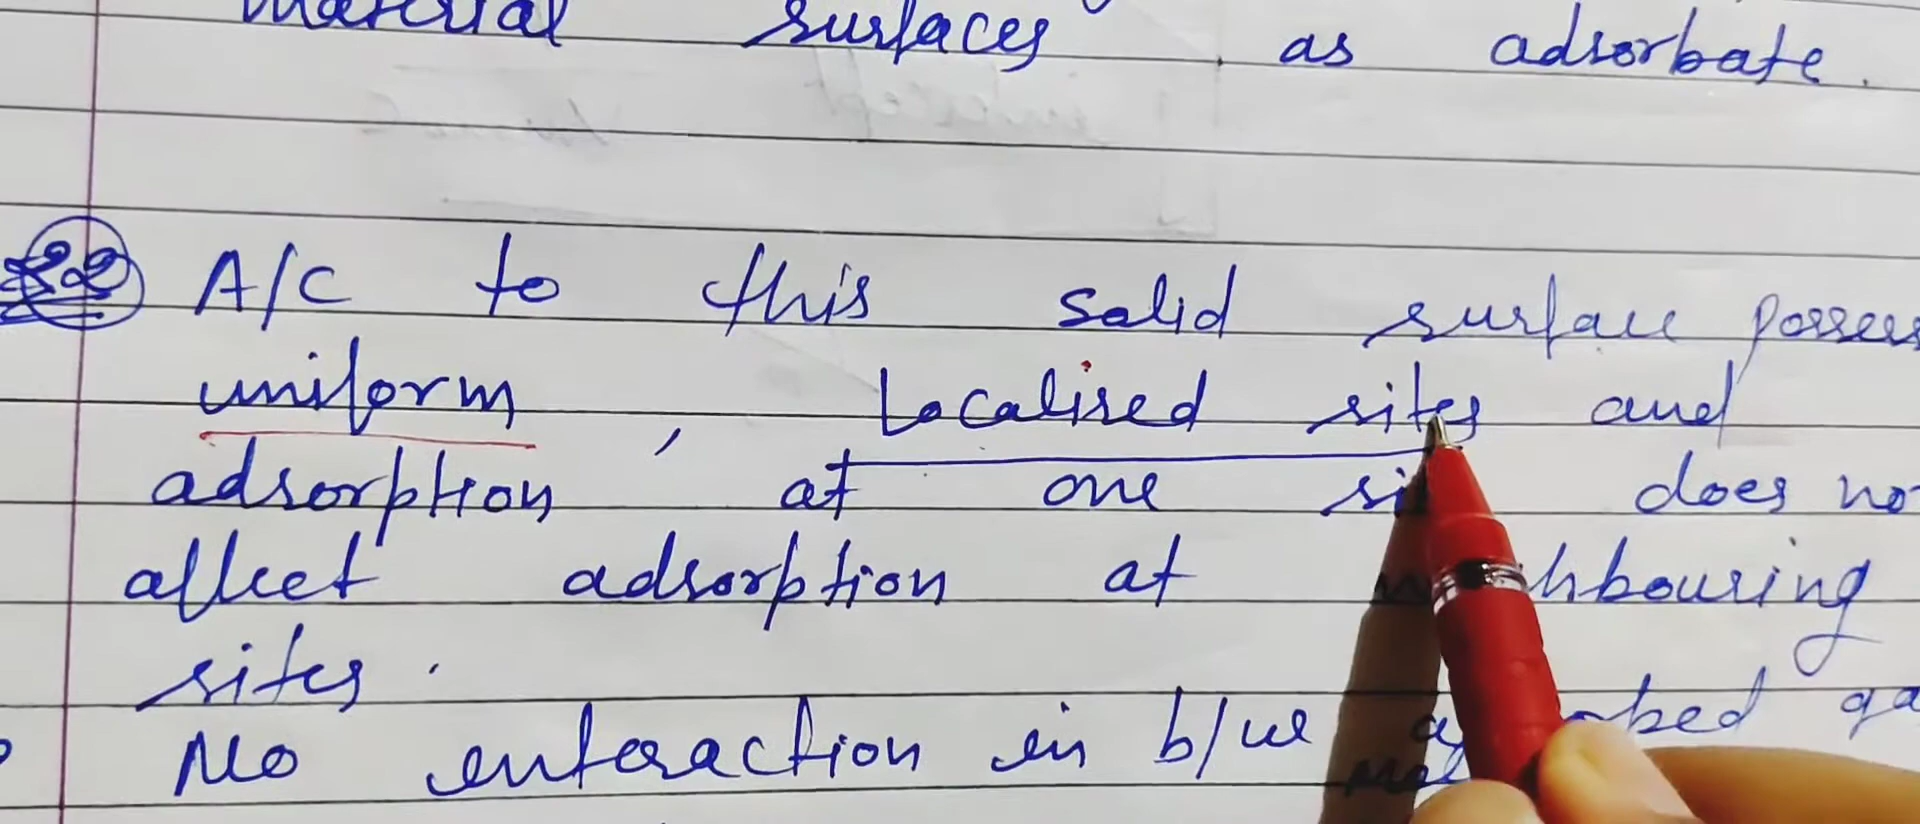 material surfaces as adsorbate.
A/C to this solid surface possess
uniform, Localised sites and
adsorption at one does no
affect adsorption at
sites.
No interaction in b/w